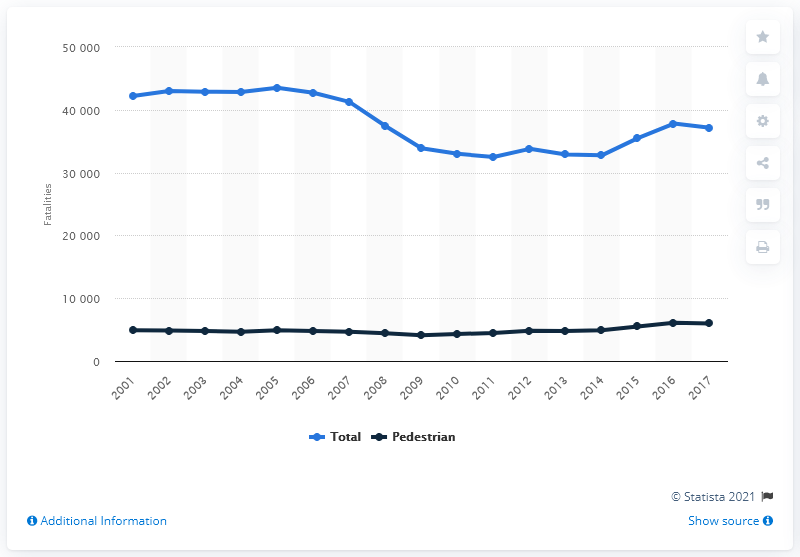 50 000
40 000
30 000
20 000
10 000
0
Fatalities
2001 2002 2003 2004 2005 2006 2007 2008 2009 2010 2011 2012 2013 2014 2015 2016 2017
Total Pedestrian
© Statista 2021
Additional Information Show source